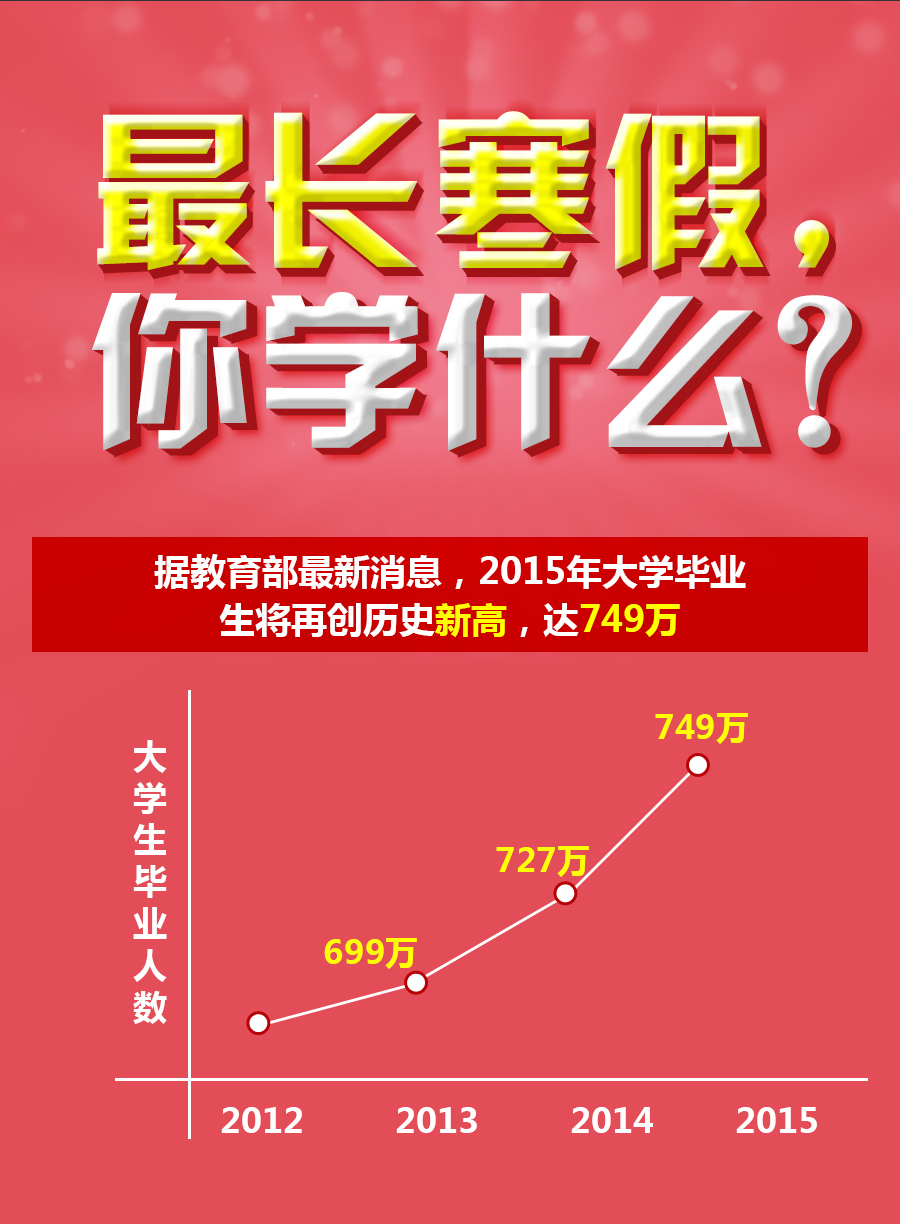 最长寒假，
你学什么？
据教育部最新消息，2015年大学毕业
生将再创历史新高，达749万
749万
大学生毕业人数
727万
699万
2012 2013 2014 2015